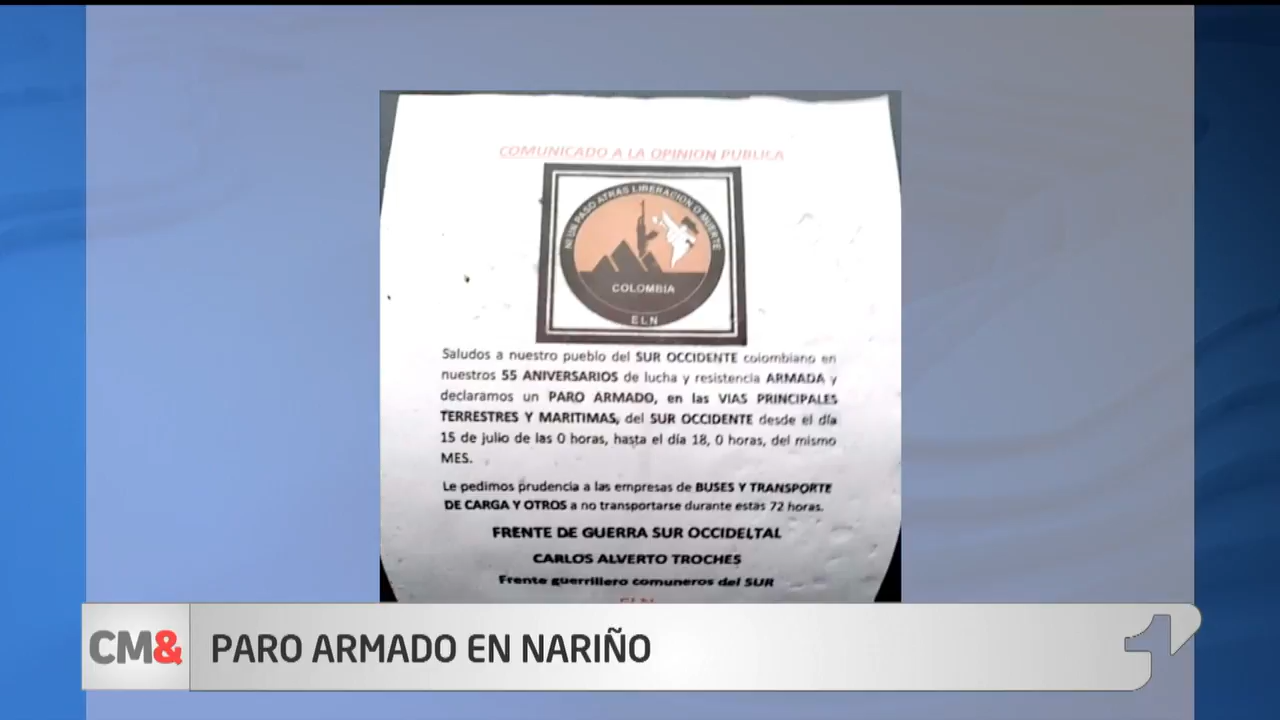 COMUNICADO A LA OPINION PUBLICA
NI UN PASO ATRAS LIBERACION O MUERTE
COLOMBIA
ELN
Saludos a nuestro pueblo del SUR OCCIDENTE colombiano en
nuestros 55 ANIVERSARIOS de lucha y resistencia ARMADA y
declaramos un PARO ARMADO, en las VIAS PRINCIPALES
TERRESTRES Y MARITIMAS, del SUR OCCIDENTE desde el día
15 de julio de las 0 horas, hasta el día 18, 0 horas, del mismo
MES.
Le pedimos prudencia a las empresas de BUSES Y TRANSPORTE
DE CARGA Y OTROS a no transportarse durante estas 72 horas.
FRENTE DE GUERRA SUR OCCIDELTAL
CARLOS ALVERTO TROCHES
Frente guerrillero comuneros del SUR
ELN
CM& PARO ARMADO EN NARIÑO
1